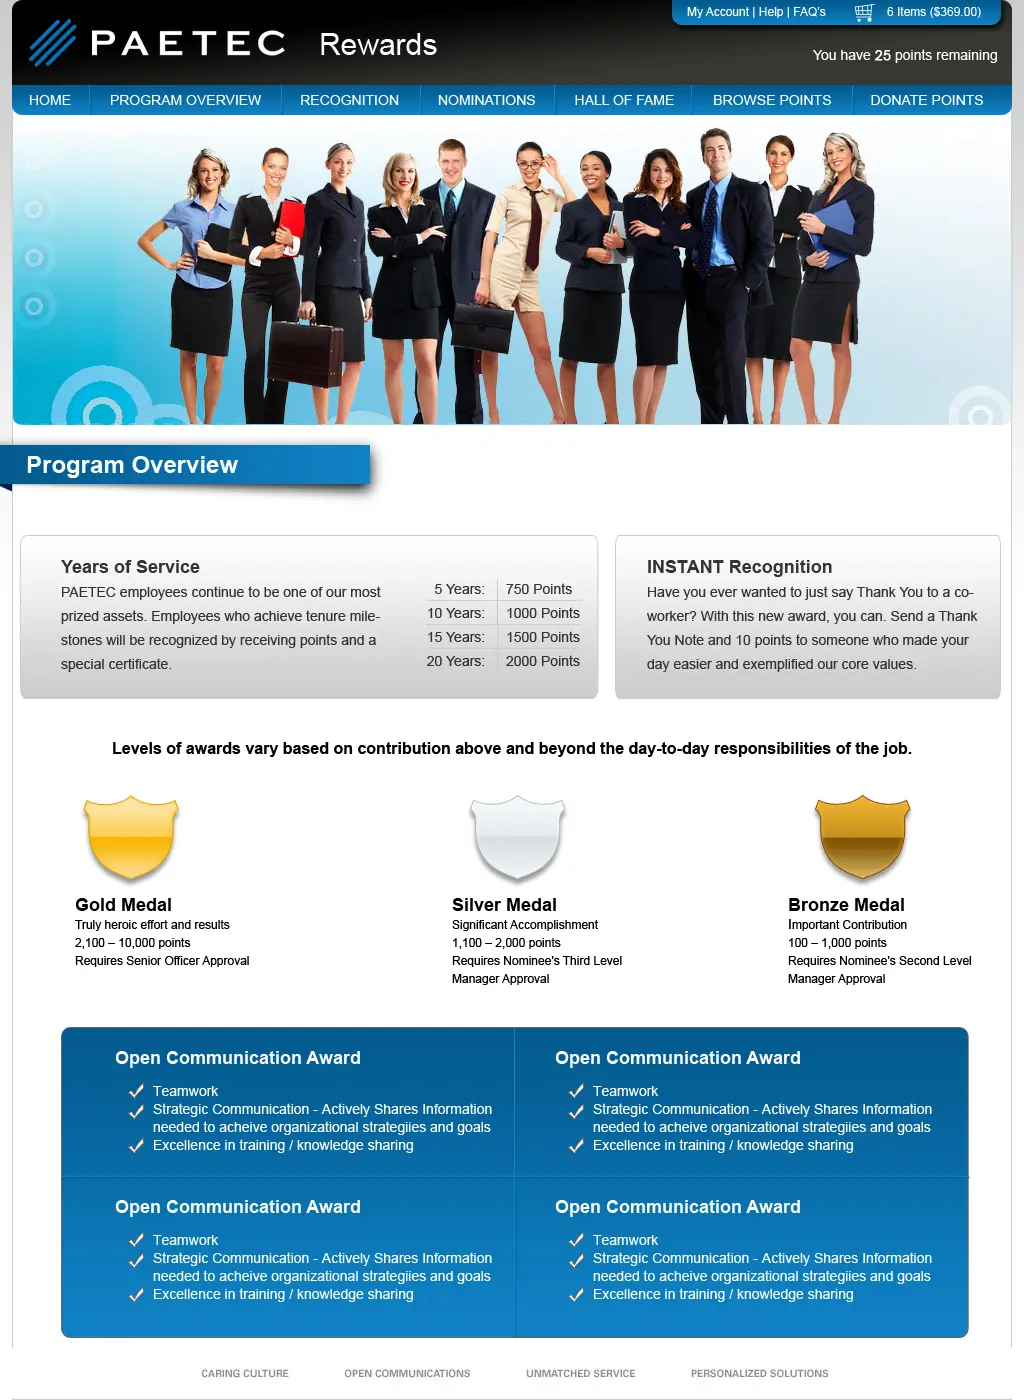 My Account | Help | FAQ's
6 Items ($369.00)
PAETEC Rewards
You have 25 points remaining
HOME
PROGRAM OVERVIEW
RECOGNITION
NOMINATIONS
HALL OF FAME
BROWSE POINTS
DONATE POINTS
Program Overview
Years of Service
PAETEC employees continue to be one of our most
prized assets. Employees who achieve tenure mile-
stones will be recognized by receiving points and a
special certificate.
5 Years: 750 Points
10 Years: 1000 Points
15 Years: 1500 Points
20 Years: 2000 Points
INSTANT Recognition
Have you ever wanted to just say Thank You to a co-
worker? With this new award, you can. Send a Thank
You Note and 10 points to someone who made your
day easier and exemplified our core values.
Levels of awards vary based on contribution above and beyond the day-to-day responsibilities of the job.
Gold Medal
Truly heroic effort and results
2,100 – 10,000 points
Requires Senior Officer Approval
Silver Medal
Significant Accomplishment
1,100 – 2,000 points
Requires Nominee's Third Level
Manager Approval
Bronze Medal
Important Contribution
100 – 1,000 points
Requires Nominee's Second Level
Manager Approval
Open Communication Award
Teamwork
Strategic Communication - Actively Shares Information
needed to acheive organizational strategiies and goals
Excellence in training / knowledge sharing
Open Communication Award
Teamwork
Strategic Communication - Actively Shares Information
needed to acheive organizational strategiies and goals
Excellence in training / knowledge sharing
Open Communication Award
Teamwork
Strategic Communication - Actively Shares Information
needed to acheive organizational strategiies and goals
Excellence in training / knowledge sharing
Open Communication Award
Teamwork
Strategic Communication - Actively Shares Information
needed to acheive organizational strategiies and goals
Excellence in training / knowledge sharing
CARING CULTURE
OPEN COMMUNICATIONS
UNMATCHED SERVICE
PERSONALIZED SOLUTIONS